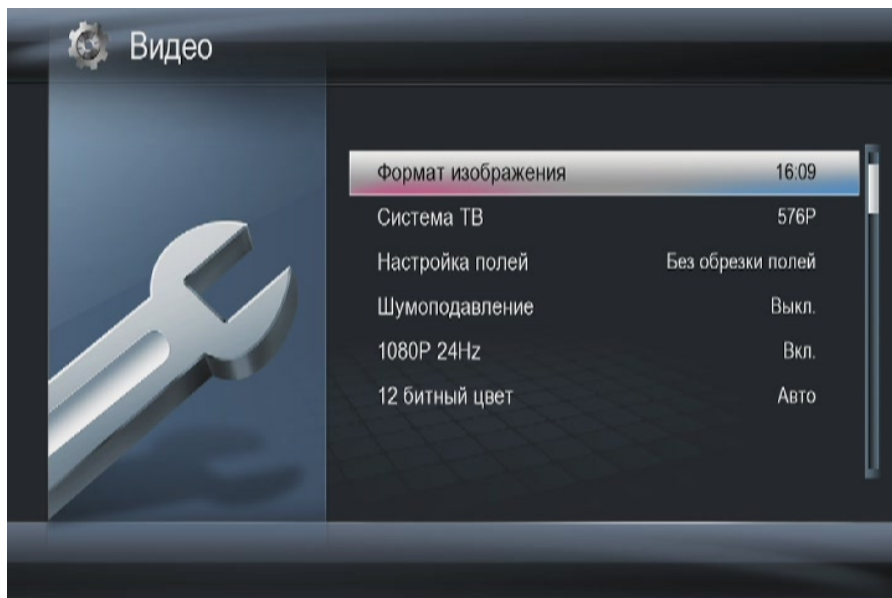 Видео
Формат изображения 16:09
Система ТВ 576P
Настройка полей Без обрезки полей
Шумоподавление Выкл.
1080P 24Hz Вкл.
12 битный цвет Авто